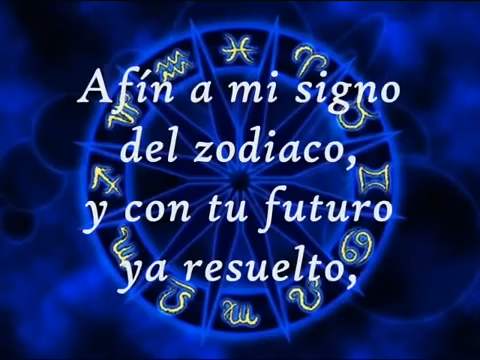 Afín a mi signo
del zodiaco,
y con tu futuro
ya resuelto,